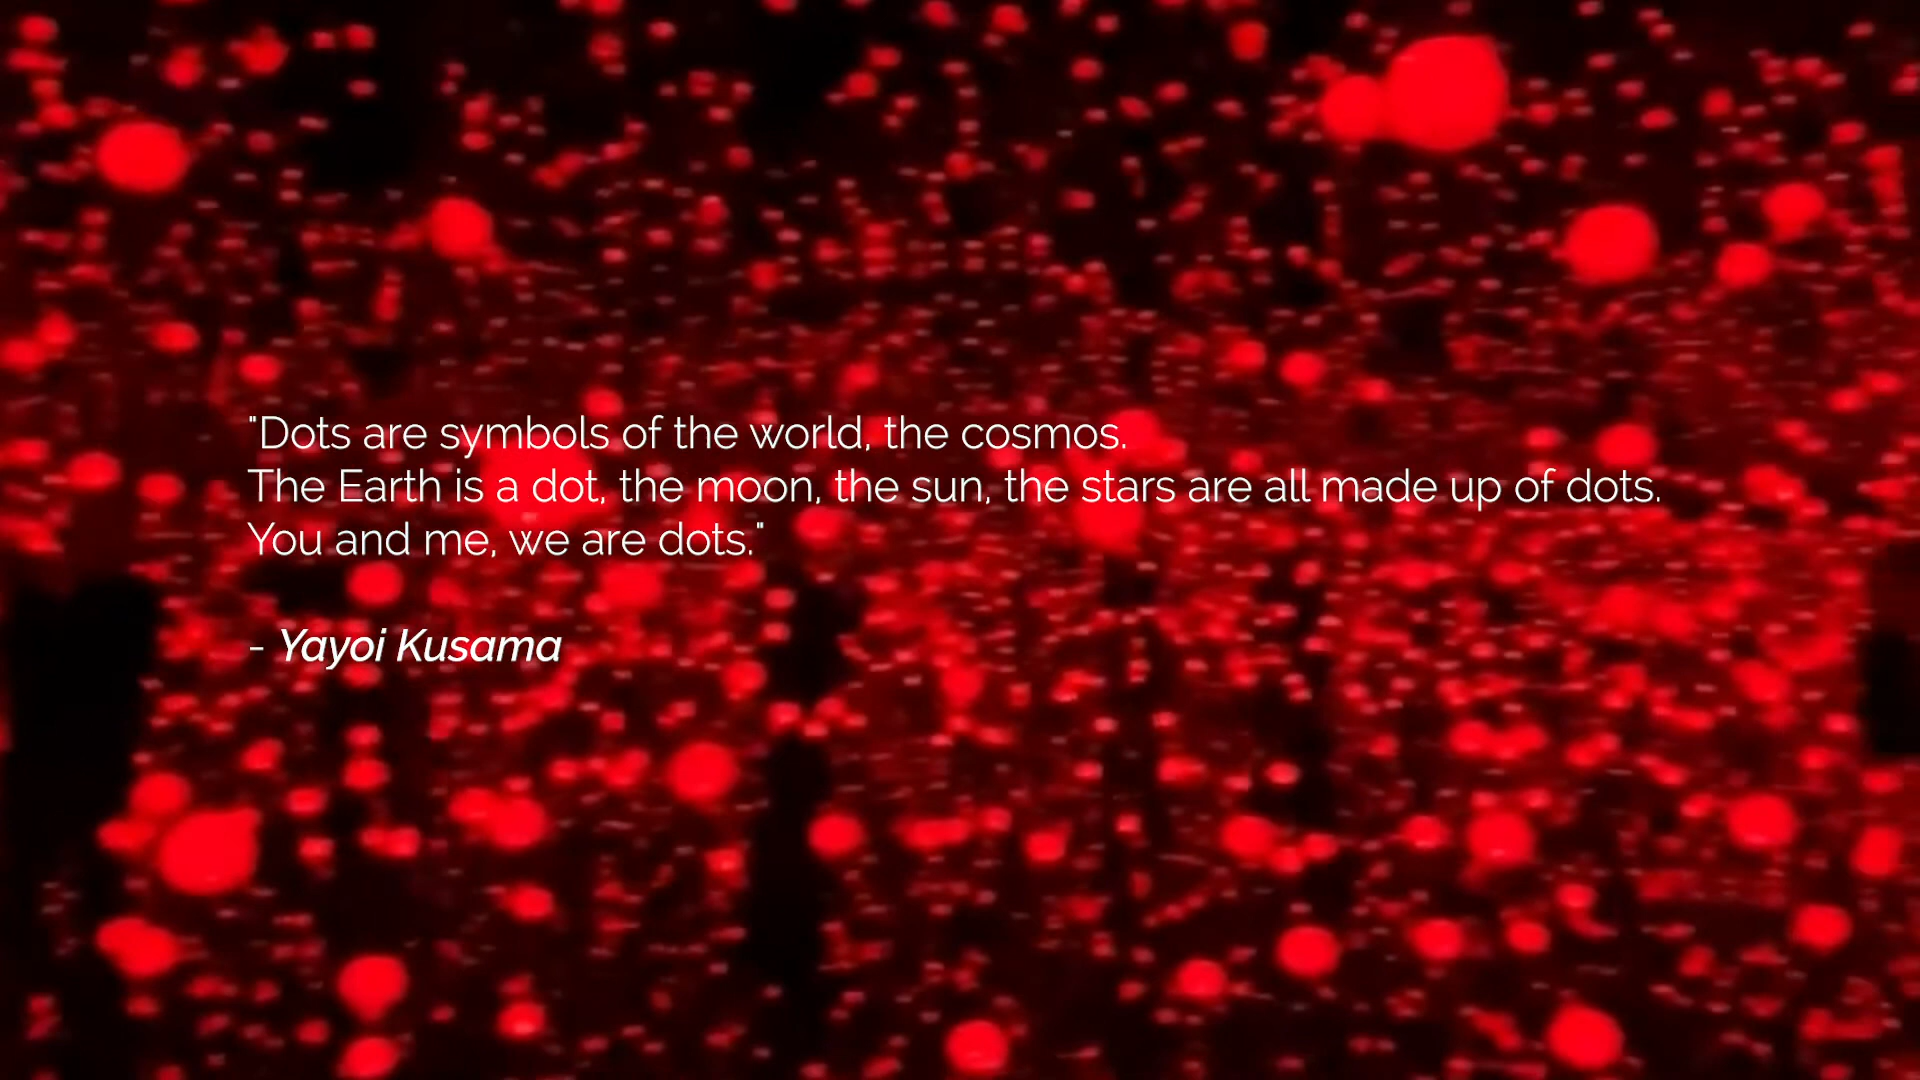 "Dots are symbols of the world, the cosmos.
The Earth is a dot, the moon, the sun, the stars are all made up of dots.
You and me, we are dots."
- Yayoi Kusama